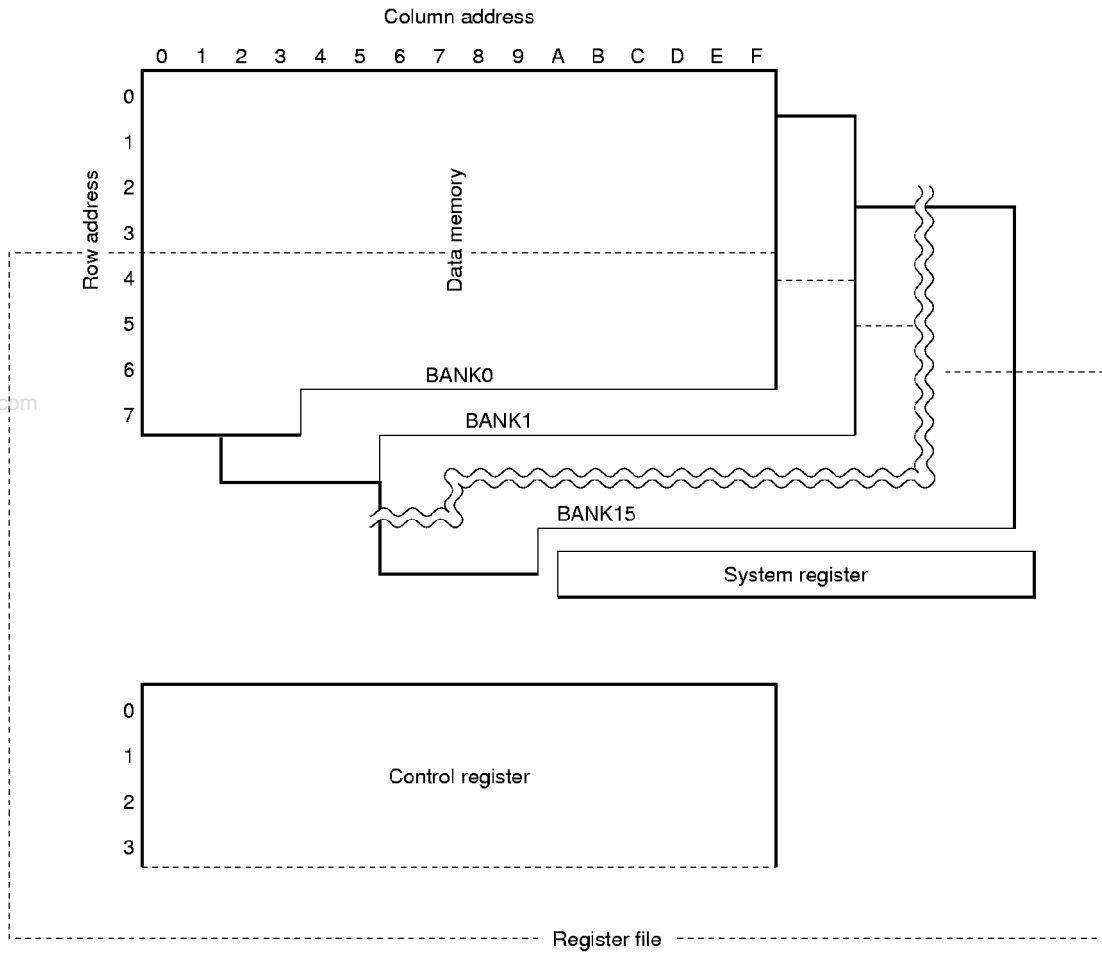 Column address
0 1 2 3 4 5 6 7 8 9 A B C D E F
0
1
2
3
4
5
6
7
Row address
Data memory
BANK0
.com
BANK1
BANK15
System register
0
1
2
3
Control register
Register file